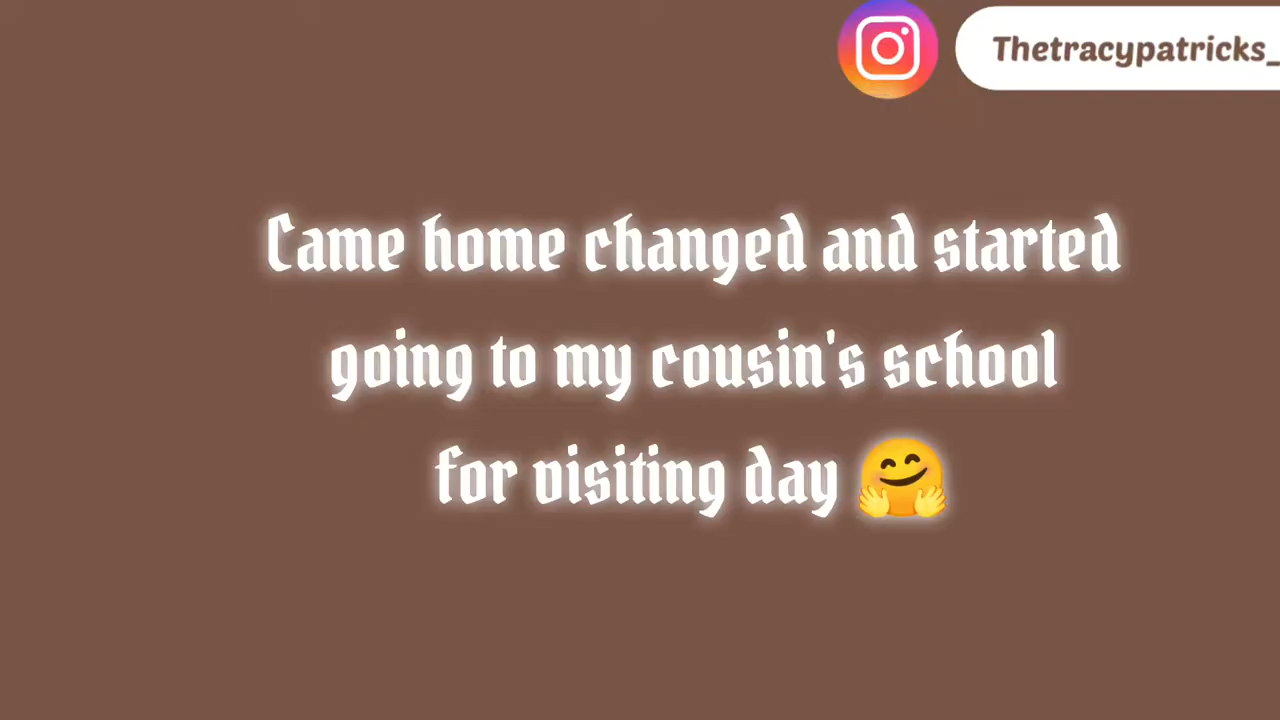 Thetracypatricks_
Came home changed and started
going to my cousin's school
for visiting day 🤗